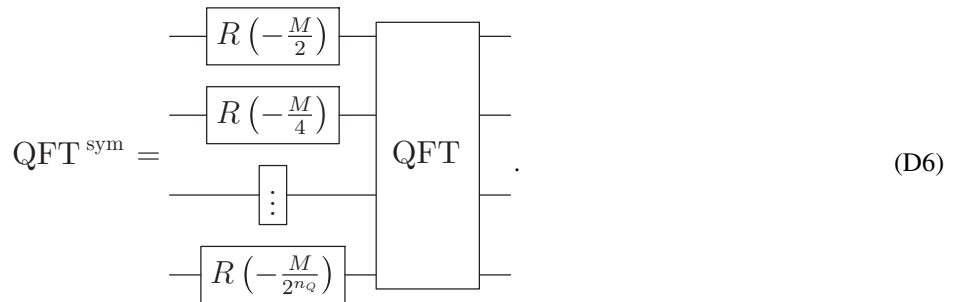 R(-M/2)
R(-M/4)
QFT^sym = QFT . (D6)
⋮
R(-M/2^{n_Q})